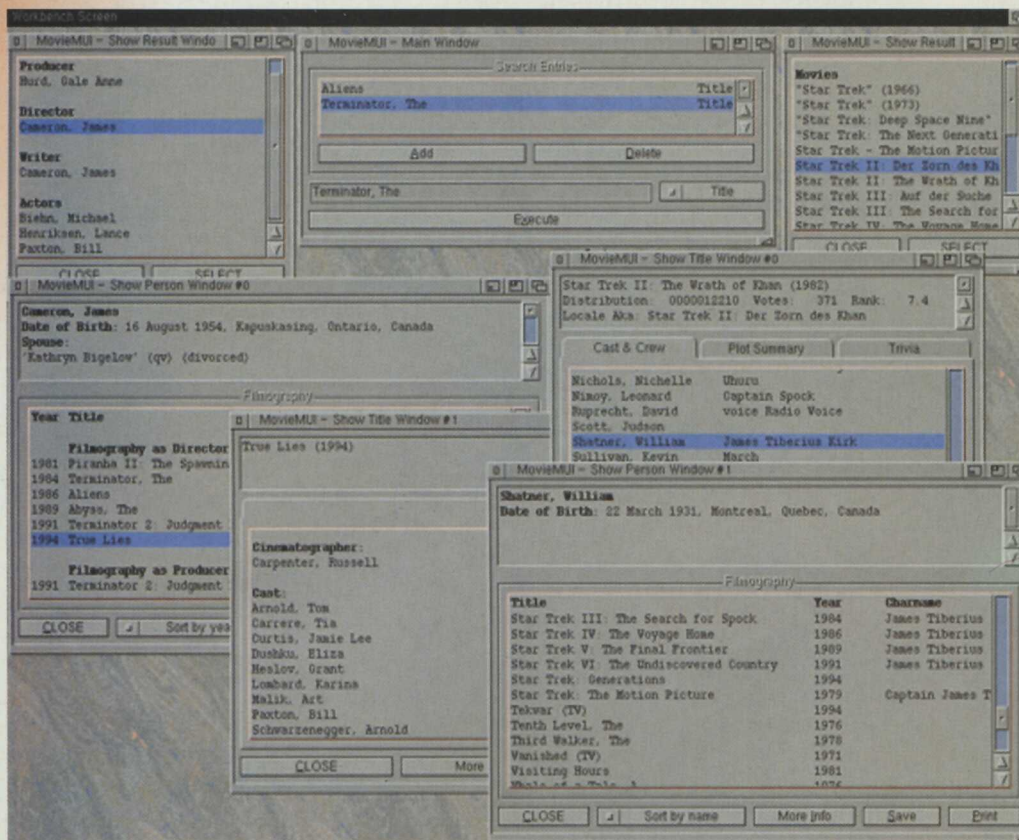 Workbench Screen
MovieMUI – Show Result Windo
Producer
Hurd, Gale Anne
Director
Cameron, James
Writer
Cameron, James
Actors
Biehn, Michael
Henriksen, Lance
Paxton, Bill
CLOSE SELECT
MovieMUI – Main Window
Search Entries
Aliens Title
Terminator, The Title
Add Delete
Terminator, The Title
Execute
MovieMUI – Show Result
Movies
"Star Trek" (1966)
"Star Trek" (1973)
"Star Trek: Deep Space Nine"
"Star Trek: The Next Generati
Star Trek – The Motion Pictur
Star Trek II: Der Zorn des Kh
Star Trek II: The Wrath of Kh
Star Trek III: Auf der Suche
Star Trek III: The Search for
Star Trek IV: The Voyage Home
CLOSE SELECT
MovieMUI – Show Person Window #0
Cameron, James
Date of Birth: 16 August 1954, Kapuskasing, Ontario, Canada
Spouse:
'Kathryn Bigelow' (qv) (divorced)
Filmography
Year Title
Filmography as Director
1981 Piranha II: The Spawnin
1984 Terminator, The
1986 Aliens
1989 Abyss, The
1991 Terminator 2: Judgment
1994 True Lies
Filmography as Producer
1991 Terminator 2: Judgment
CLOSE Sort by yea
MovieMUI – Show Title Window #0
Star Trek II: The Wrath of Khan (1982)
Distribution: 0000012210 Votes: 371 Rank: 7.4
Locale Aka: Star Trek II: Der Zorn des Khan
Cast & Crew Plot Summary Trivia
Nichols, Nichelle Uhuru
Nimoy, Leonard Captain Spock
Ruprecht, David voice Radio Voice
Scott, Judson
Shatner, William James Tiberius Kirk
Sullivan, Kevin March
MovieMUI – Show Title Window #1
True Lies (1994)
Cinematographer:
Carpenter, Russell
Cast:
Arnold, Tom
Carrere, Tia
Curtis, Jamie Lee
Dushku, Eliza
Heslov, Grant
Lombard, Karina
Malik, Art
Paxton, Bill
Schwarzenegger, Arnold
CLOSE More
MovieMUI – Show Person Window #1
Shatner, William
Date of Birth: 22 March 1931, Montreal, Quebec, Canada
Filmography
Title Year Charname
Star Trek III: The Search for Spock 1984 James Tiberius
Star Trek IV: The Voyage Home 1986 James Tiberius
Star Trek V: The Final Frontier 1989 James Tiberius
Star Trek VI: The Undiscovered Country 1991 James Tiberius
Star Trek: Generations 1994
Star Trek: The Motion Picture 1979 Captain James T
Tekwar (TV) 1994
Tenth Level, The 1976
Third Walker, The 1978
Vanished (TV) 1971
Visiting Hours 1981
CLOSE Sort by name More Info Save Print